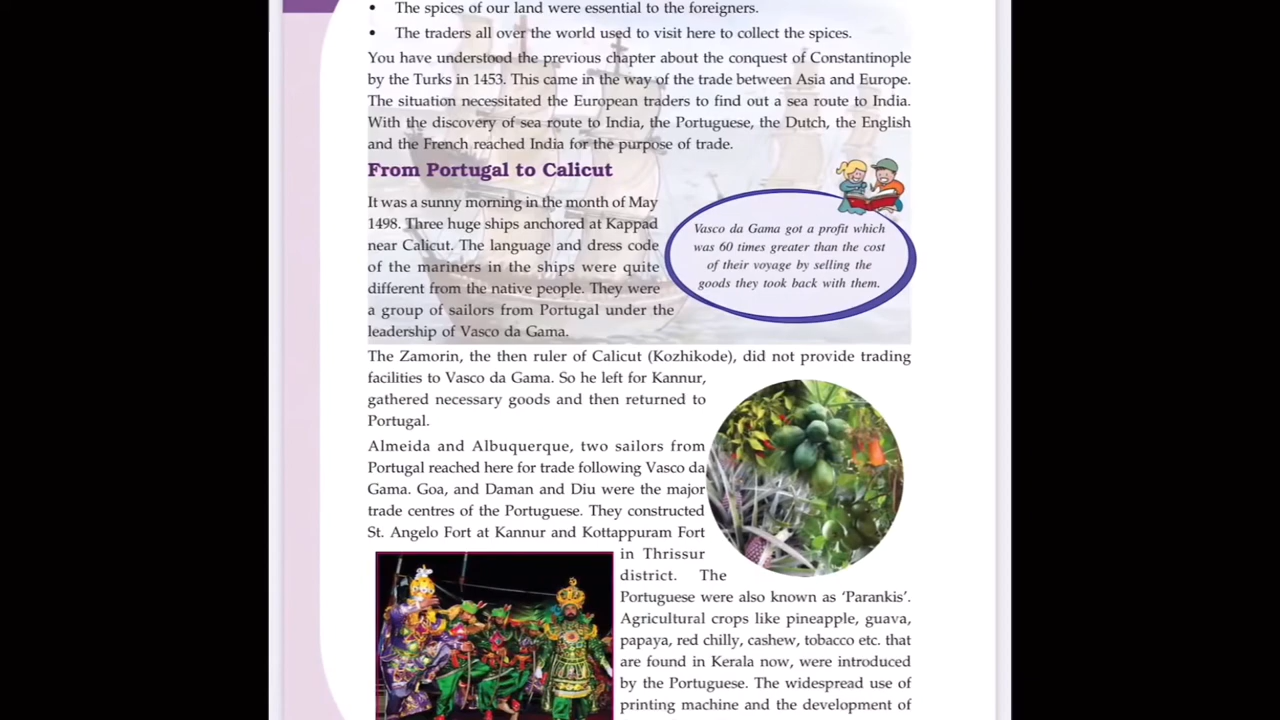 • The spices of our land were essential to the foreigners.
• The traders all over the world used to visit here to collect the spices.
You have understood the previous chapter about the conquest of Constantinople
by the Turks in 1453. This came in the way of the trade between Asia and Europe.
The situation necessitated the European traders to find out a sea route to India.
With the discovery of sea route to India, the Portuguese, the Dutch, the English
and the French reached India for the purpose of trade.
From Portugal to Calicut
It was a sunny morning in the month of May
1498. Three huge ships anchored at Kappad
near Calicut. The language and dress code
of the mariners in the ships were quite
different from the native people. They were
a group of sailors from Portugal under the
leadership of Vasco da Gama.
Vasco da Gama got a profit which
was 60 times greater than the cost
of their voyage by selling the
goods they took back with them.
The Zamorin, the then ruler of Calicut (Kozhikode), did not provide trading
facilities to Vasco da Gama. So he left for Kannur,
gathered necessary goods and then returned to
Portugal.
Almeida and Albuquerque, two sailors from
Portugal reached here for trade following Vasco da
Gama. Goa, and Daman and Diu were the major
trade centres of the Portuguese. They constructed
St. Angelo Fort at Kannur and Kottappuram Fort
in Thrissur
district. The
Portuguese were also known as ‘Parankis’.
Agricultural crops like pineapple, guava,
papaya, red chilly, cashew, tobacco etc. that
are found in Kerala now, were introduced
by the Portuguese. The widespread use of
printing machine and the development of